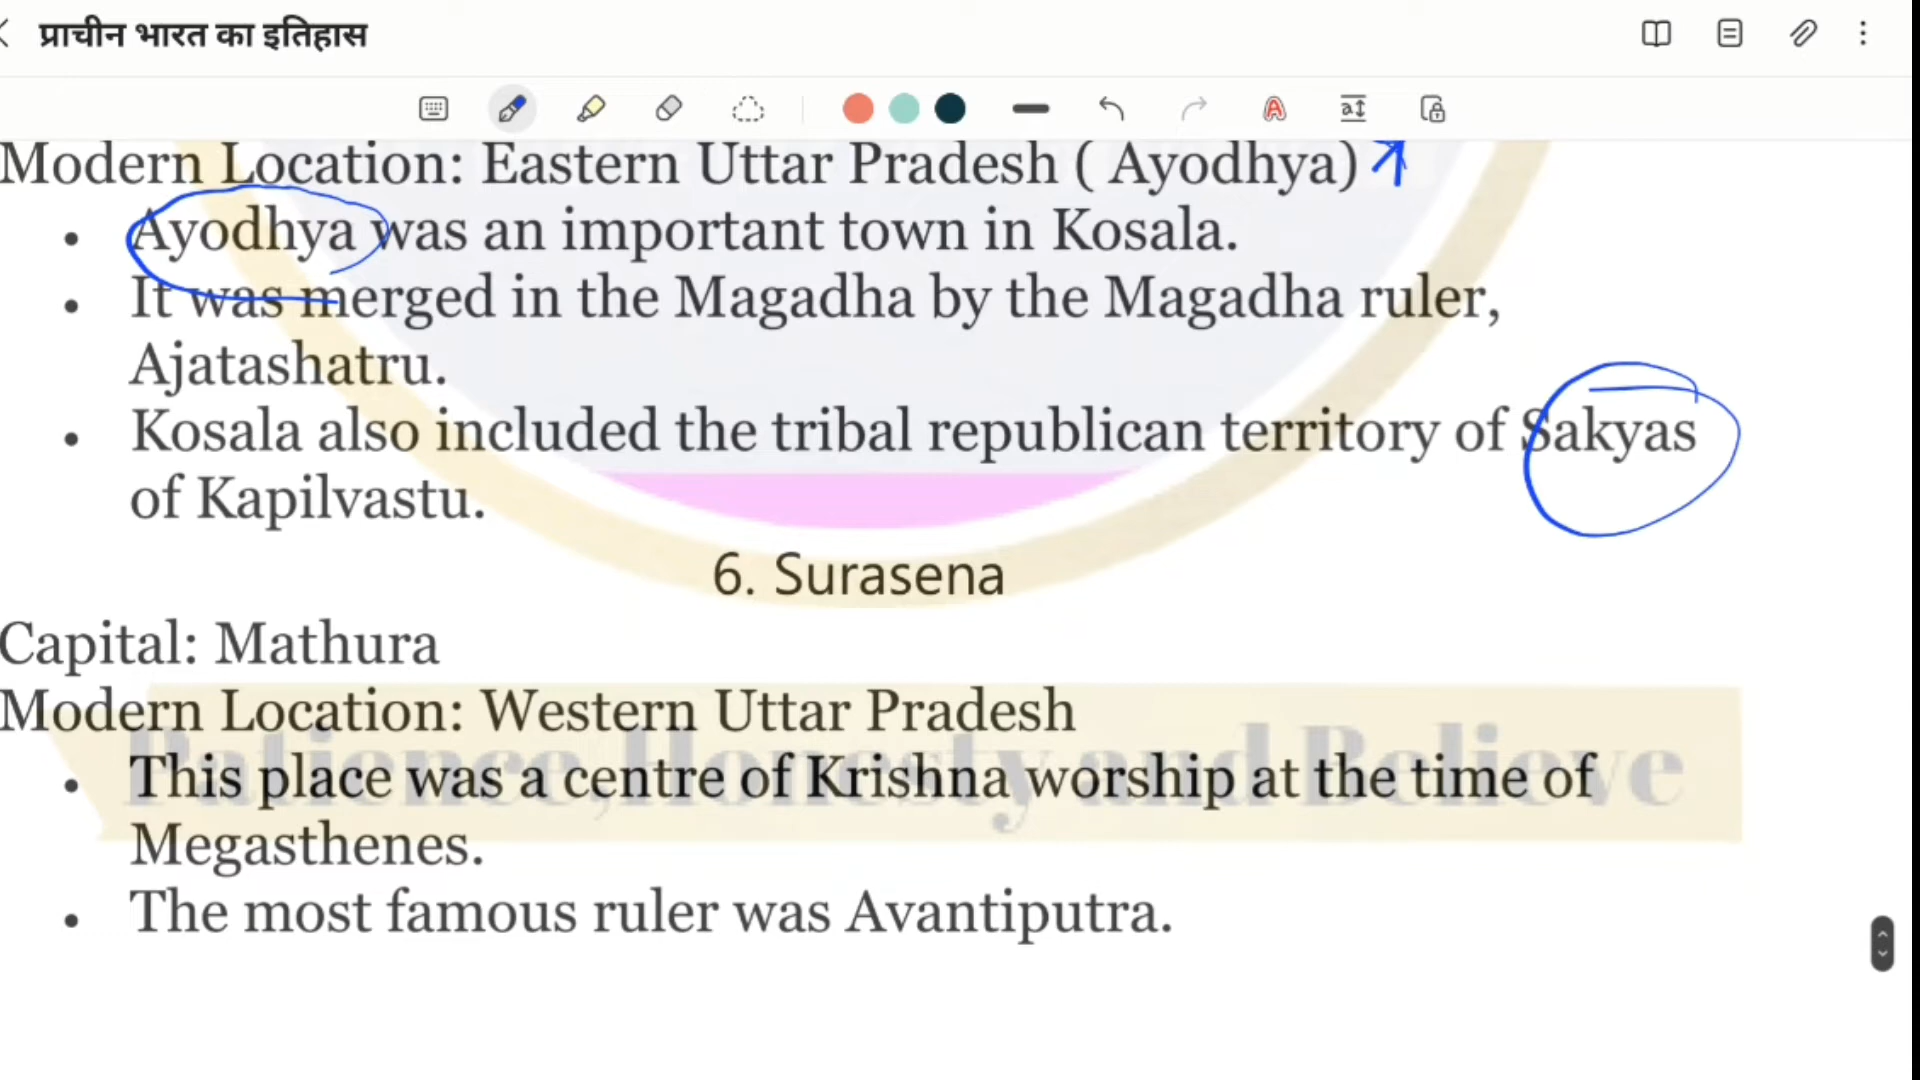 प्राचीन भारत का इतिहास
Modern Location: Eastern Uttar Pradesh ( Ayodhya)
• Ayodhya was an important town in Kosala.
• It was merged in the Magadha by the Magadha ruler,
Ajatashatru.
• Kosala also included the tribal republican territory of Sakyas
of Kapilvastu.
6. Surasena
Capital: Mathura
Modern Location: Western Uttar Pradesh
Patience,Honesty and Believe
• This place was a centre of Krishna worship at the time of
Megasthenes.
• The most famous ruler was Avantiputra.